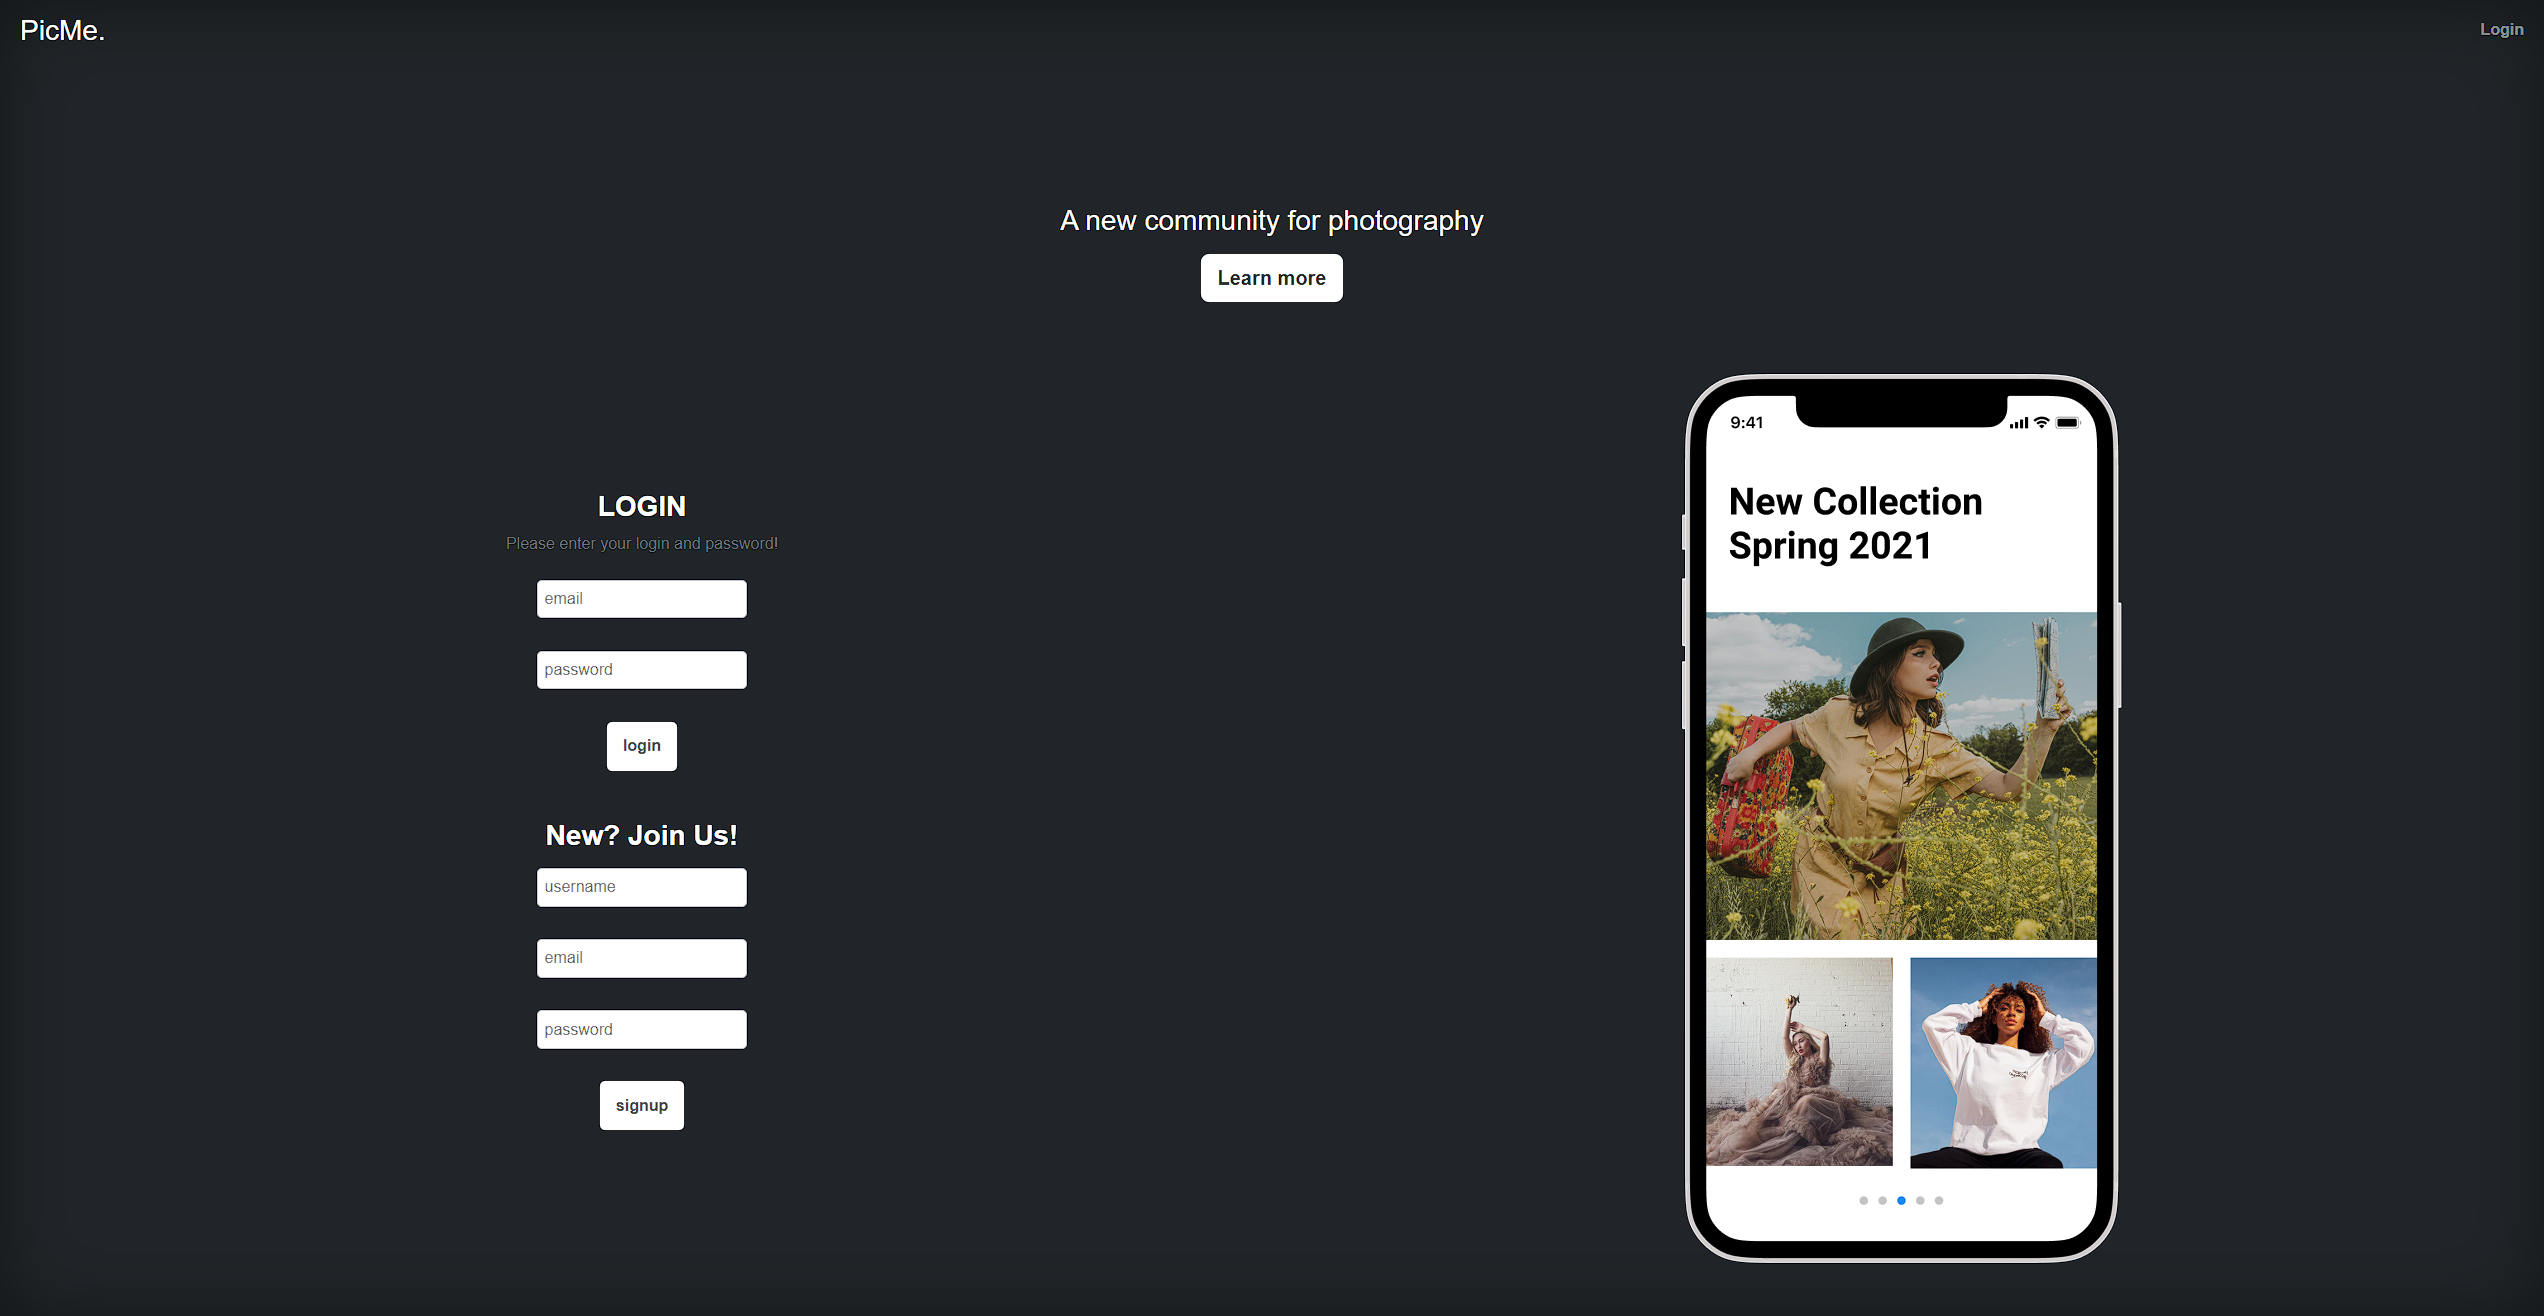 PicMe.
Login
A new community for photography
Learn more
LOGIN
Please enter your login and password!
email
password
login
New? Join Us!
username
email
password
signup
9:41
New Collection
Spring 2021